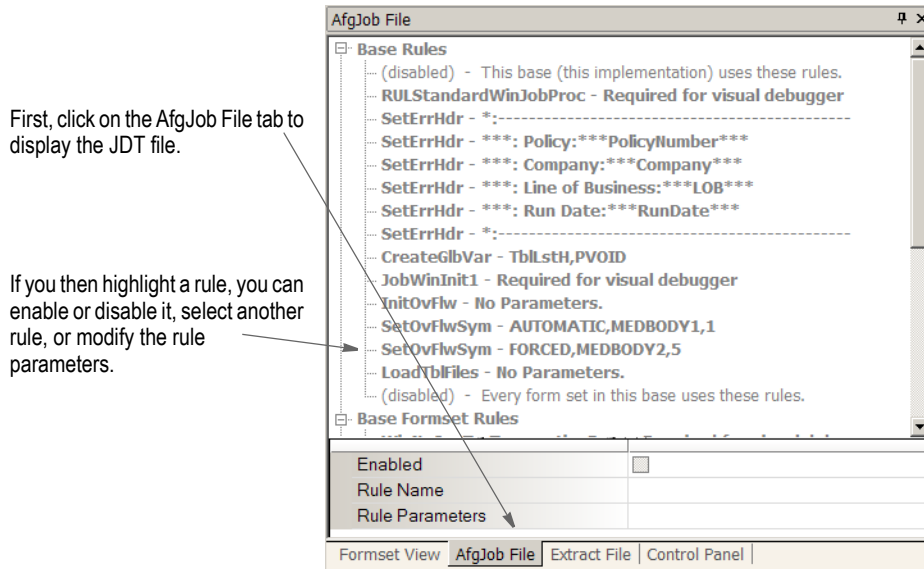 AfgJob File
Base Rules
(disabled) - This base (this implementation) uses these rules.
RULStandardWinJobProc - Required for visual debugger
SetErrHdr - *:--------------------------------------------------
SetErrHdr - ***: Policy:***PolicyNumber***
SetErrHdr - ***: Company:***Company***
SetErrHdr - ***: Line of Business:***LOB***
SetErrHdr - ***: Run Date:***RunDate***
SetErrHdr - *:--------------------------------------------------
CreateGlbVar - TblLstH,PVOID
JobWinInit1 - Required for visual debugger
InitOvFlw - No Parameters.
SetOvFlwSym - AUTOMATIC,MEDBODY1,1
SetOvFlwSym - FORCED,MEDBODY2,5
LoadTblFiles - No Parameters.
(disabled) - Every form set in this base uses these rules.
Base Formset Rules
Enabled
Rule Name
Rule Parameters
Formset View
AfgJob File
Extract File
Control Panel
First, click on the AfgJob File tab to
display the JDT file.
If you then highlight a rule, you can
enable or disable it, select another
rule, or modify the rule
parameters.